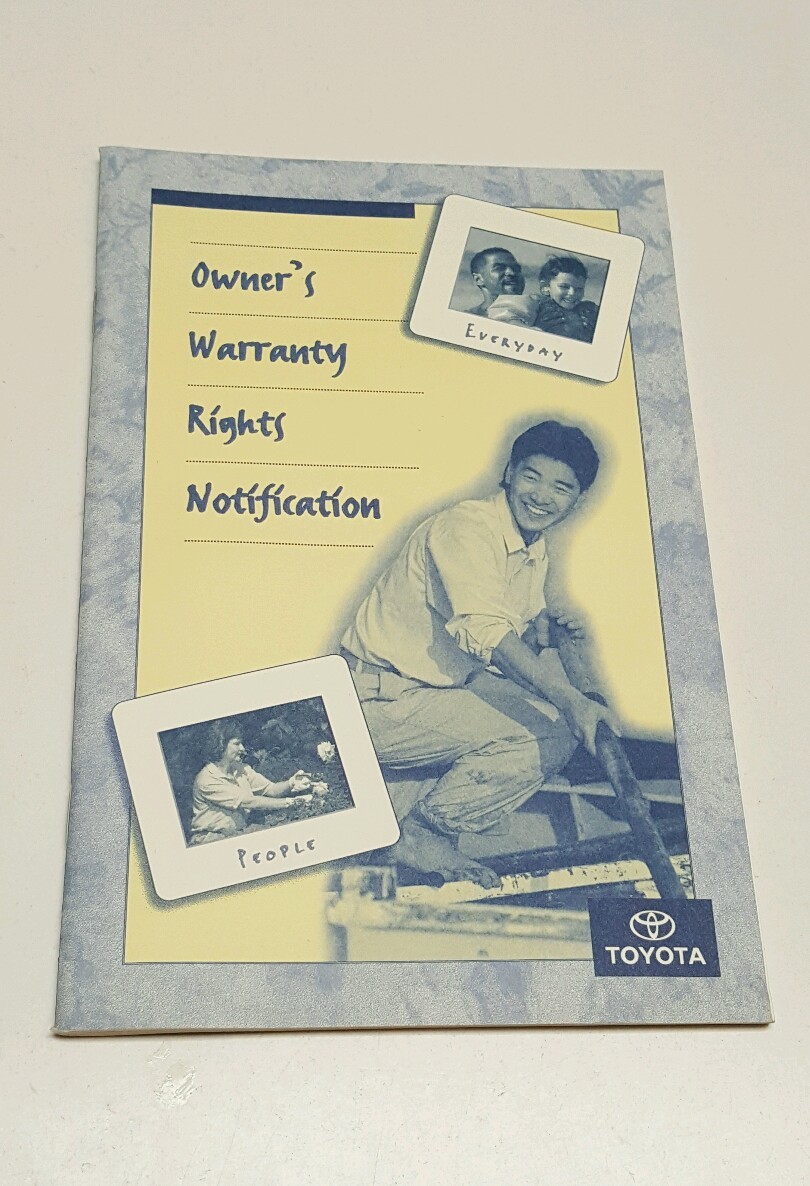 Owner's
Warranty
Rights
Notification
EVERYDAY
PEOPLE
TOYOTA